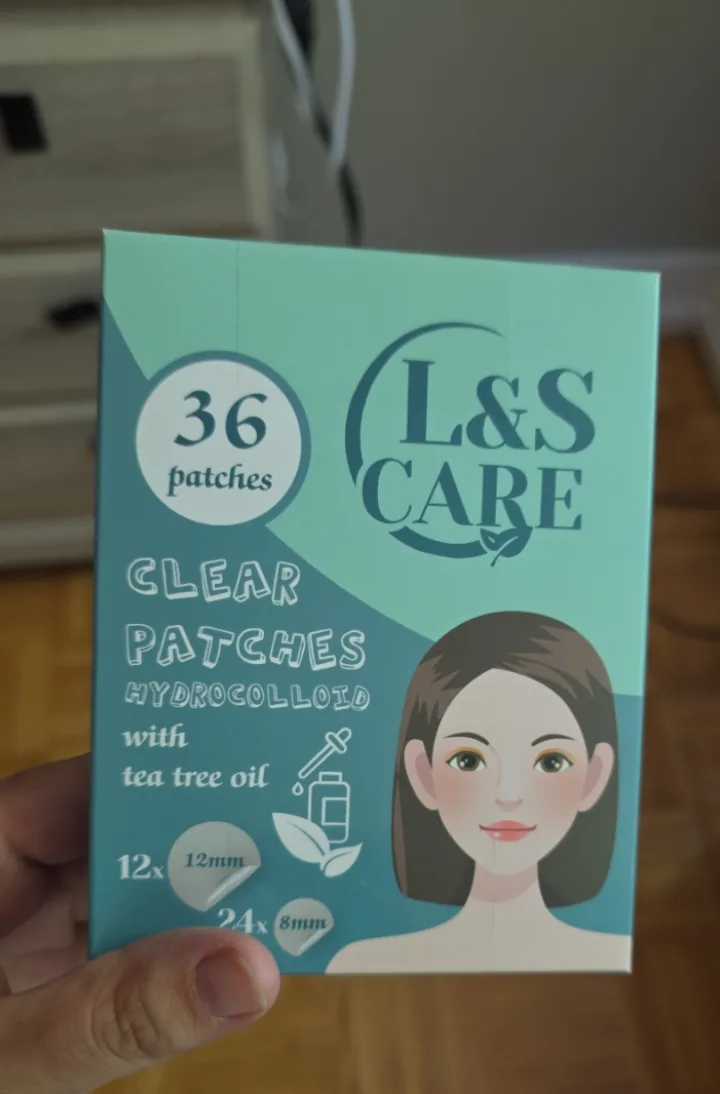 36
patches
L&S
CARE
CLEAR
PATCHES
HYDROCOLLOID
with
tea tree oil
12x 12mm
24x 8mm